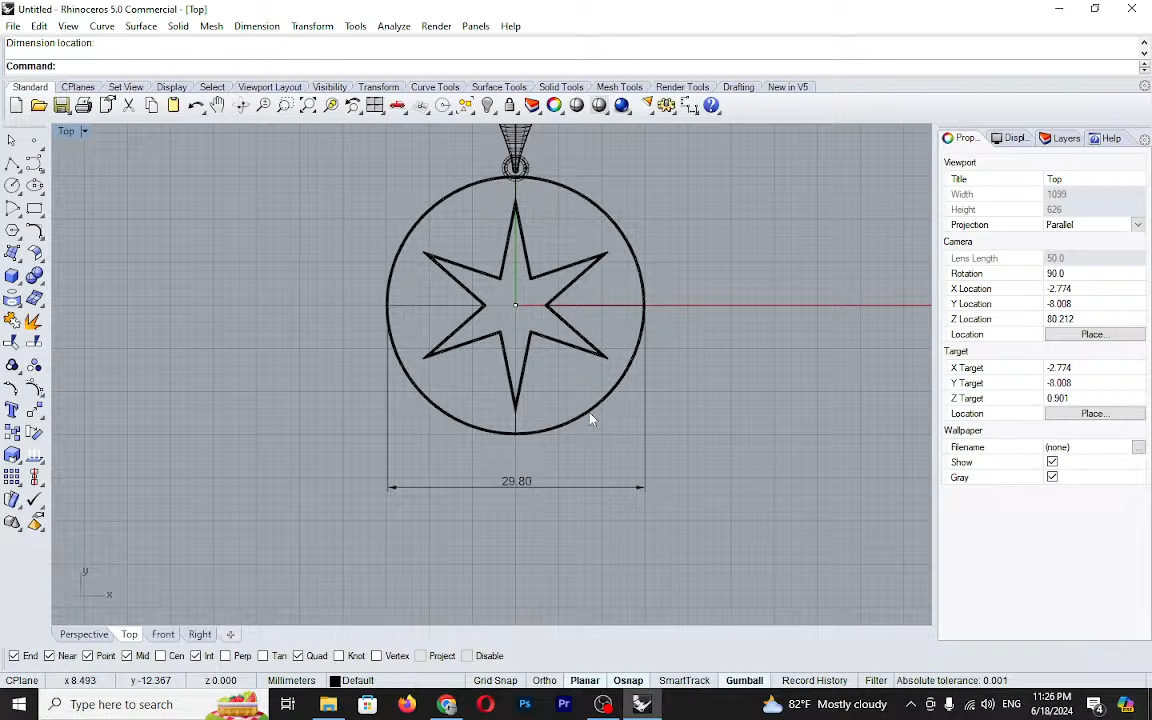 Untitled - Rhinoceros 5.0 Commercial - [Top]
File Edit View Curve Surface Solid Mesh Dimension Transform Tools Analyze Render Panels Help
Dimension location:
Command:
Standard CPlanes Set View Display Select Viewport Layout Visibility Transform Curve Tools Surface Tools Solid Tools Mesh Tools Render Tools Drafting New in V5
Top
Prop... Displ... Layers Help
Viewport
Title Top
Width 1099
Height 626
Projection Parallel
Camera
Lens Length 50.0
Rotation 90.0
X Location -2.774
Y Location -8.008
Z Location 80.212
Location Place...
Target
X Target -2.774
Y Target -8.008
Z Target 0.901
Location Place...
Wallpaper
Filename (none) ...
Show
Gray
29.80
y
x
Perspective Top Front Right
End Near Point Mid Cen Int Perp Tan Quad Knot Vertex Project Disable
CPlane x 8.493 y -12.367 z 0.000 Millimeters Default Grid Snap Ortho Planar Osnap SmartTrack Gumball Record History Filter Absolute tolerance: 0.001
Type here to search Ps Pr 82°F Mostly cloudy ENG 11:26 PM 6/18/2024 4